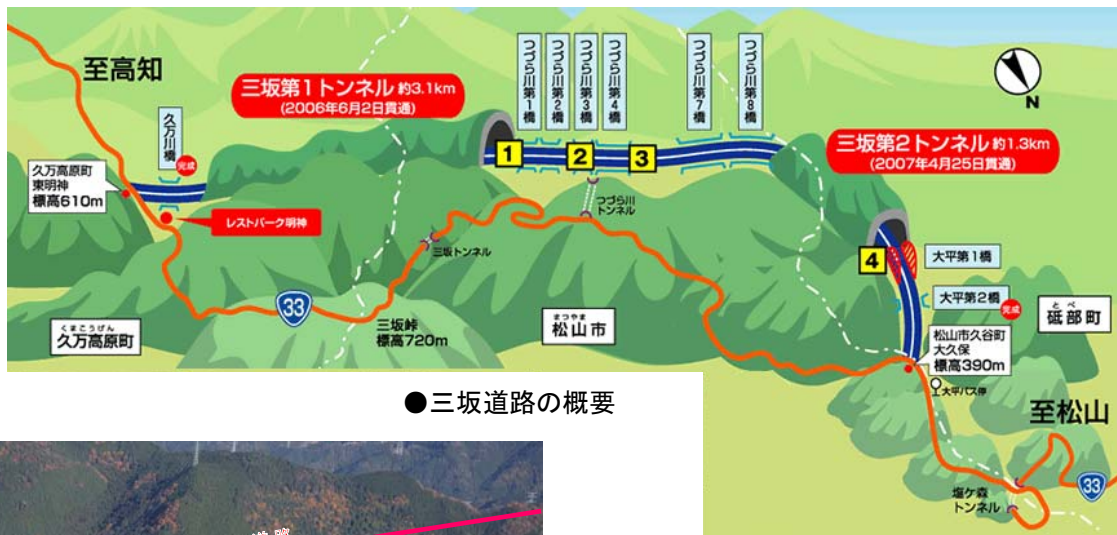 至高知
久万川橋
完成
三坂第1トンネル 約3.1km
(2006年6月2日貫通)
つづら川第1橋
つづら川第2橋
つづら川第3橋
つづら川第4橋
つづら川第7橋
つづら川第8橋
N
三坂第2トンネル 約1.3km
(2007年4月25日貫通)
1
2
3
久万高原町
東明神
標高610m
レストパーク明神
つづら川
トンネル
三坂トンネル
4
大平第1橋
33
三坂峠
標高720m
くまこうげん
久万高原町
まつやま
松山市
大平第2橋
完成
とべ
砥部町
松山市久谷町
大久保
標高390m
大平バス停
至松山
●三坂道路の概要
33
塩ケ森
トンネル